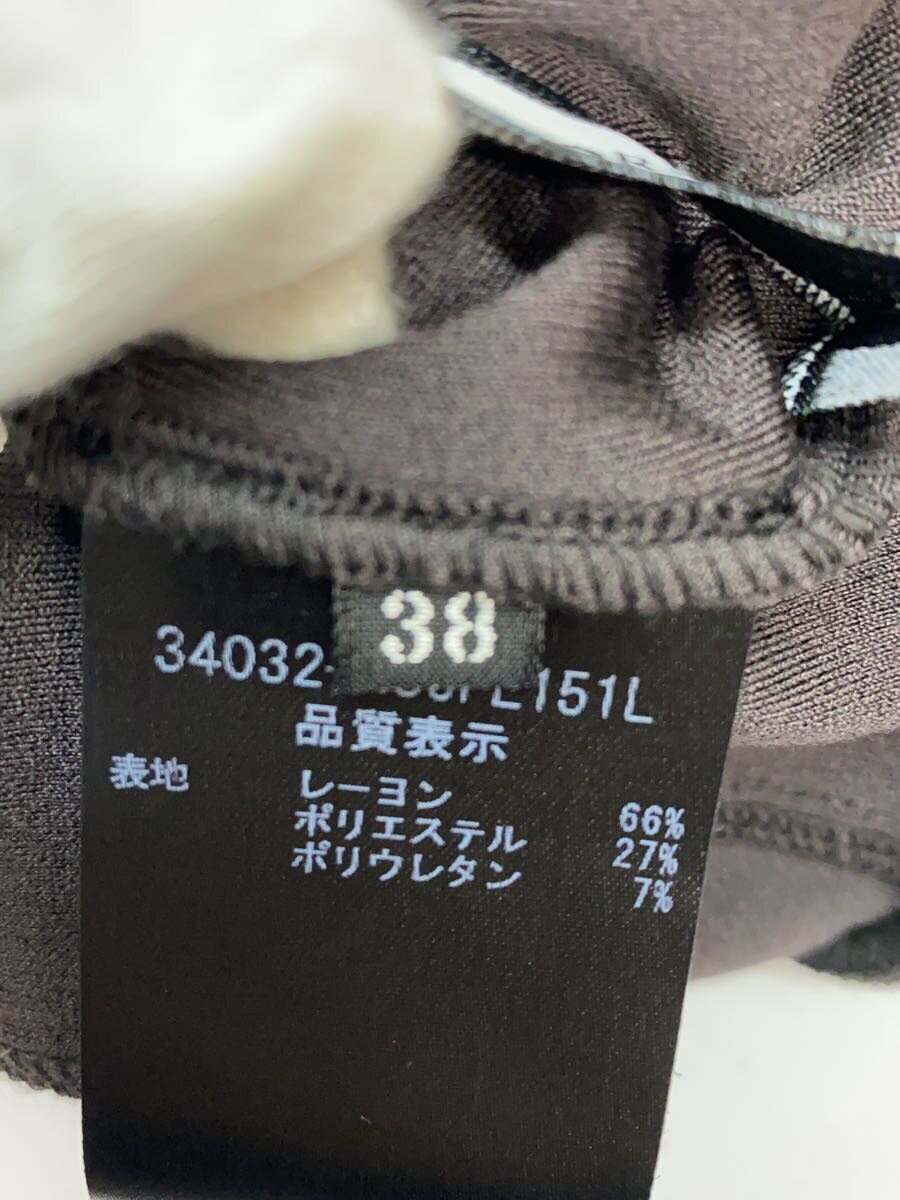 38
34032-
151L
品質表示
表地 レーヨン 66%
ポリエステル 27%
ポリウレタン 7%